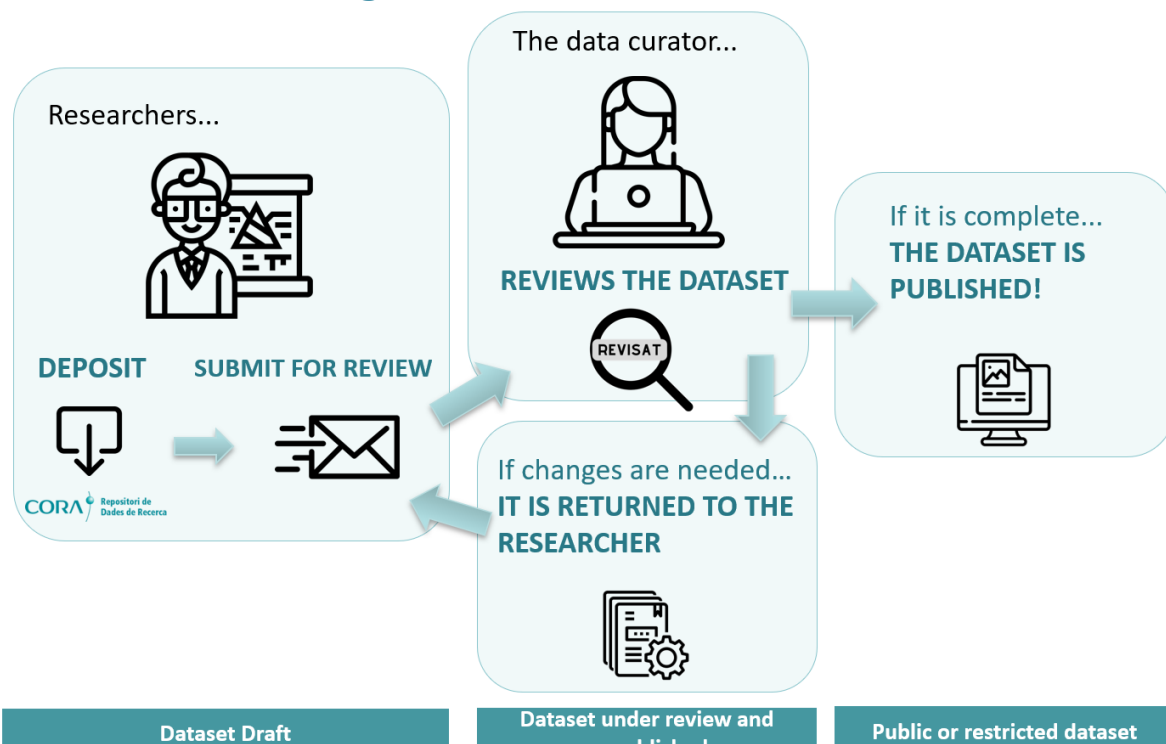 Researchers...
DEPOSIT
SUBMIT FOR REVIEW
CORA
Repositori de
Dades de Recerca
The data curator...
REVIEWS THE DATASET
REVISAT
If changes are needed...
IT IS RETURNED TO THE
RESEARCHER
If it is complete...
THE DATASET IS
PUBLISHED!
Dataset Draft
Dataset under review and
Public or restricted dataset